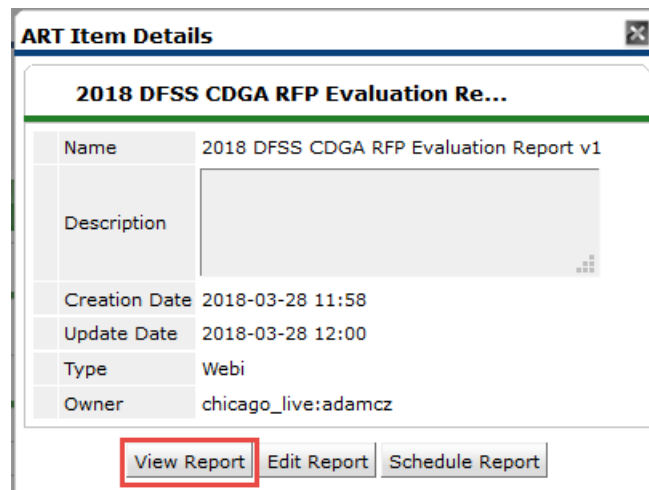 ART Item Details
2018 DFSS CDGA RFP Evaluation Re...
Name 2018 DFSS CDGA RFP Evaluation Report v1
Description
Creation Date 2018-03-28 11:58
Update Date 2018-03-28 12:00
Type Webi
Owner chicago_live:adamcz
View Report Edit Report Schedule Report